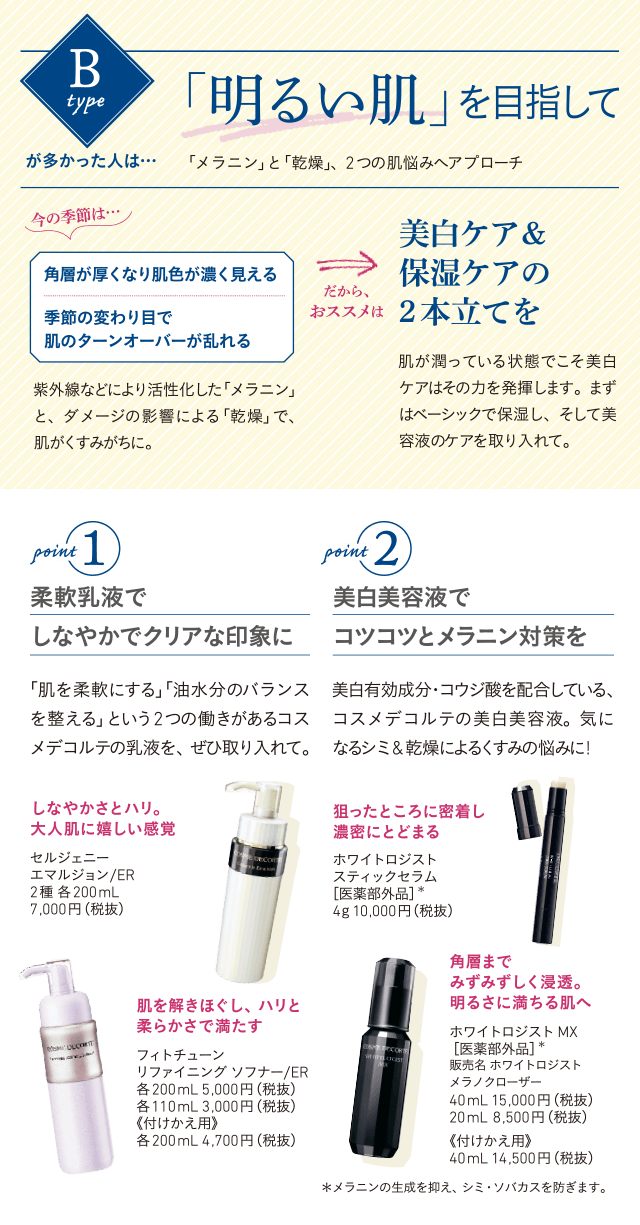 B
type
が多かった人は…
「明るい肌」を目指して
「メラニン」と「乾燥」、2つの肌悩みへアプローチ
今の季節は…
角層が厚くなり肌色が濃く見える
季節の変わり目で
肌のターンオーバーが乱れる
紫外線などにより活性化した「メラニン」
と、ダメージの影響による「乾燥」で、
肌がくすみがちに。
だから、
おススメは
美白ケア＆
保湿ケアの
2本立てを
肌が潤っている状態でこそ美白
ケアはその力を発揮します。まず
はベーシックで保湿し、そして美
容液のケアを取り入れて。
point 1
柔軟乳液で
しなやかでクリアな印象に
「肌を柔軟にする」「油水分のバランス
を整える」という2つの働きがあるコス
メデコルテの乳液を、ぜひ取り入れて。
しなやかさとハリ。
大人肌に嬉しい感覚
セルジェニー
エマルジョン/ER
2種 各200mL
7,000円（税抜）
COSME DECORTE
肌を解きほぐし、ハリと
柔らかさで満たす
フィトチューン
リファイニング ソフナー/ER
各200mL 5,000円（税抜）
各110mL 3,000円（税抜）
《付けかえ用》
各200mL 4,700円（税抜）
COSME DECORTE
point 2
美白美容液で
コツコツとメラニン対策を
美白有効成分・コウジ酸を配合している、
コスメデコルテの美白美容液。気に
なるシミ＆乾燥によるくすみの悩みに！
狙ったところに密着し
濃密にとどまる
ホワイトロジスト
スティックセラム
［医薬部外品］＊
4g 10,000円（税抜）
角層まで
みずみずしく浸透。
明るさに満ちる肌へ
ホワイトロジスト MX
［医薬部外品］＊
販売名 ホワイトロジスト
メラノクローザー
40mL 15,000円（税抜）
20mL 8,500円（税抜）
《付けかえ用》
40mL 14,500円（税抜）
COSME DECORTE
WHITELOGIST
MX
＊メラニンの生成を抑え、シミ・ソバカスを防ぎます。